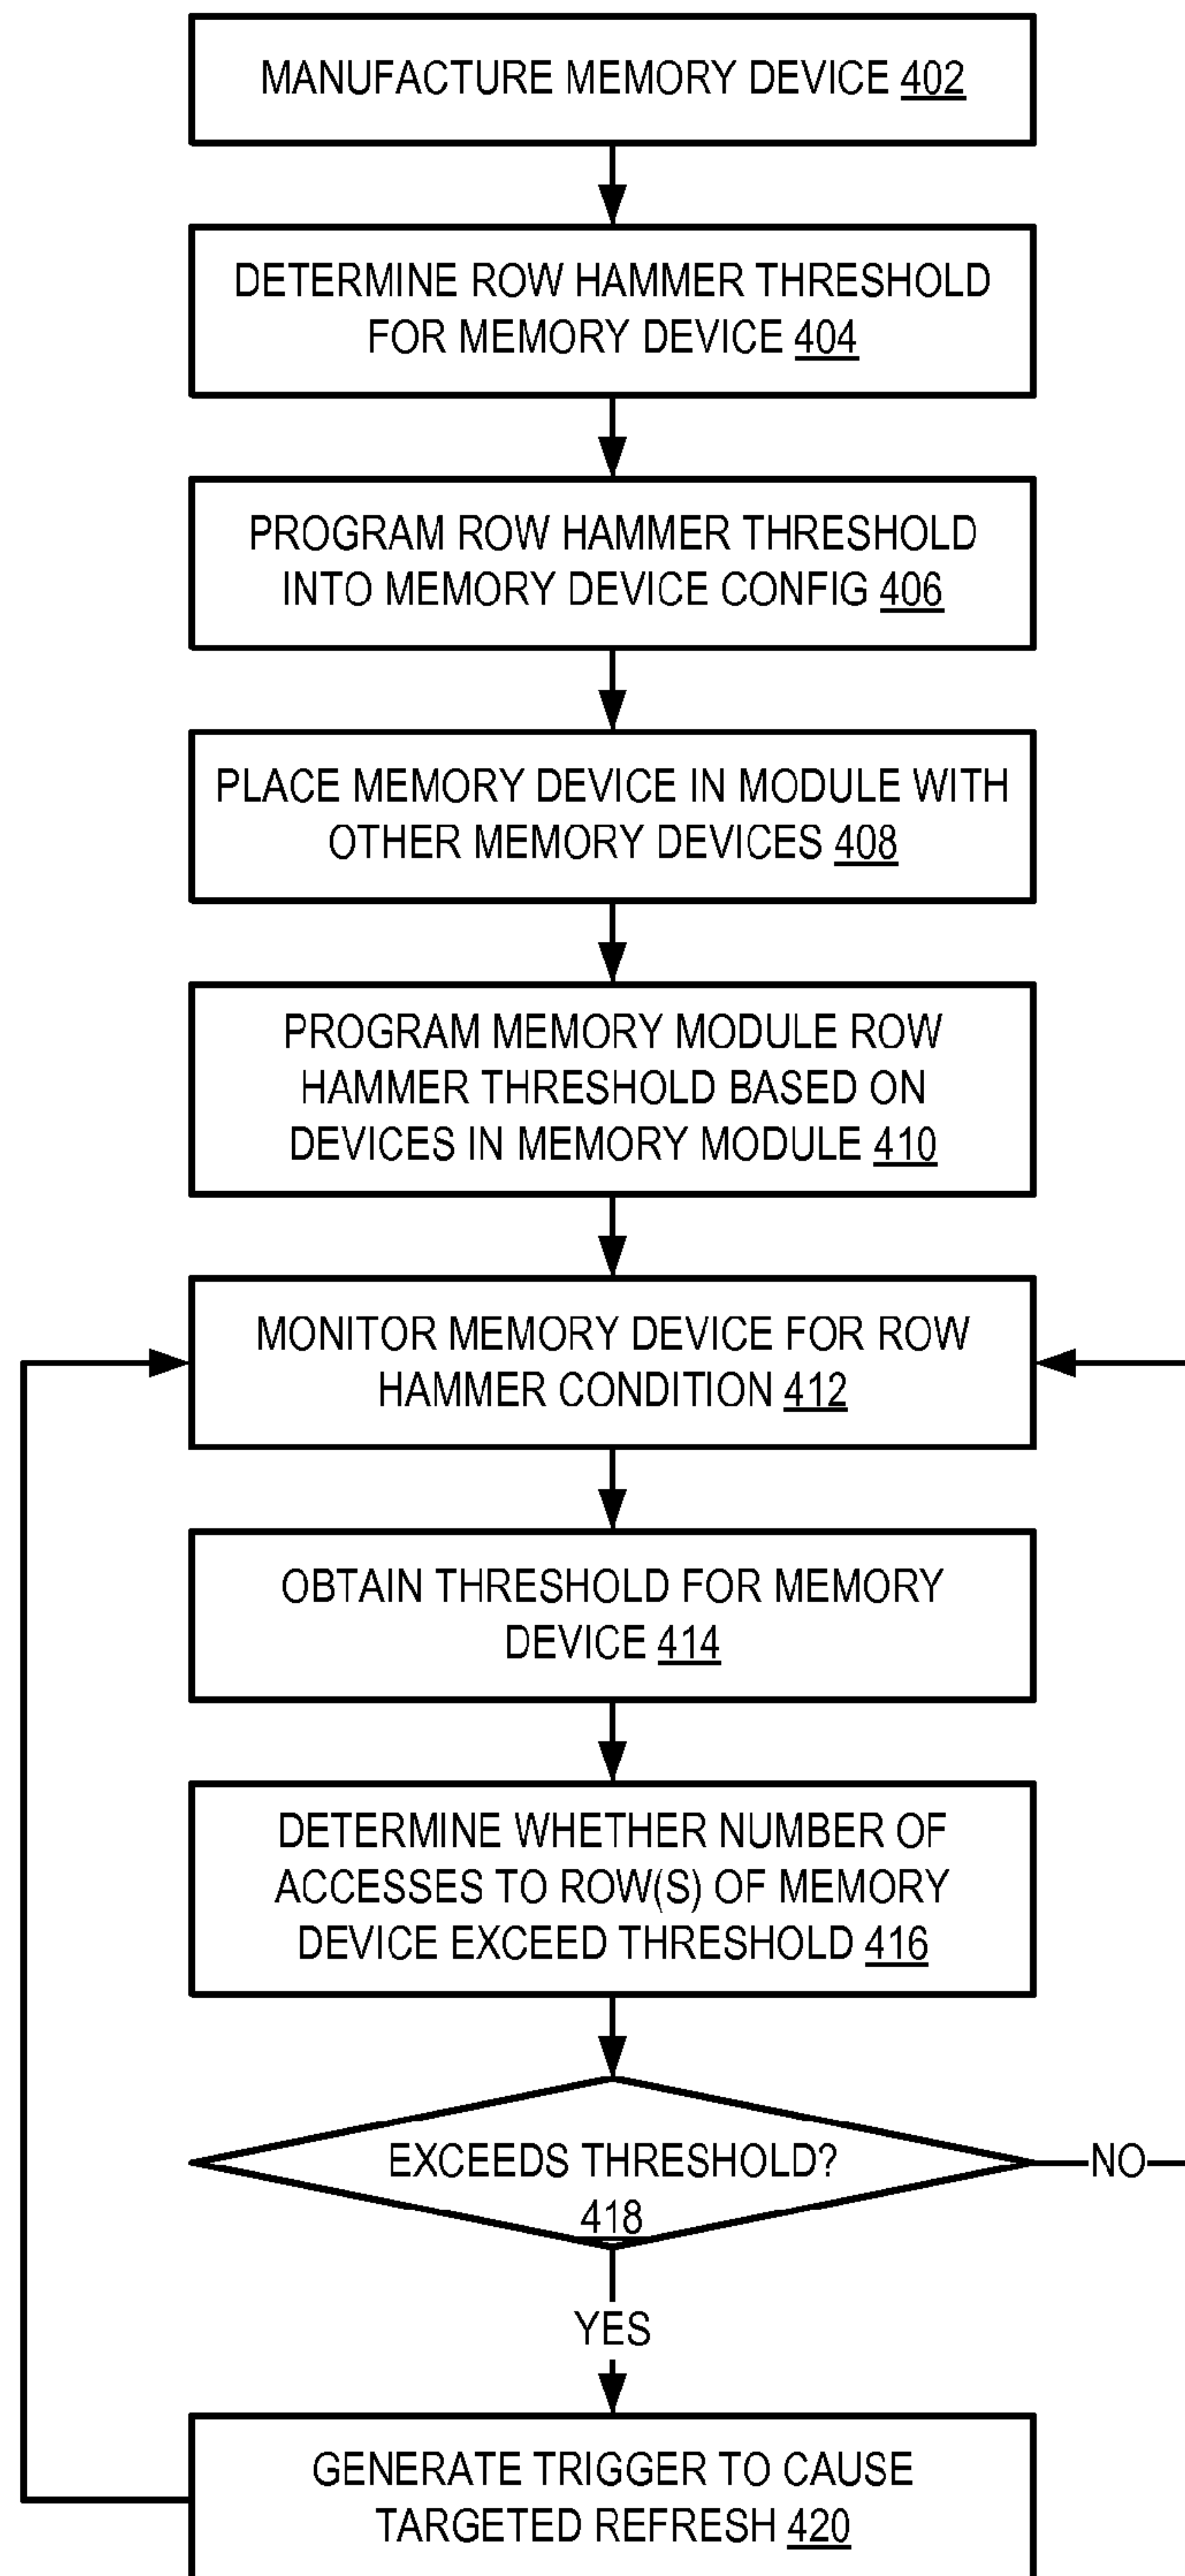 MANUFACTURE MEMORY DEVICE 402
DETERMINE ROW HAMMER THRESHOLD
FOR MEMORY DEVICE 404
PROGRAM ROW HAMMER THRESHOLD
INTO MEMORY DEVICE CONFIG 406
PLACE MEMORY DEVICE IN MODULE WITH
OTHER MEMORY DEVICES 408
PROGRAM MEMORY MODULE ROW
HAMMER THRESHOLD BASED ON
DEVICES IN MEMORY MODULE 410
MONITOR MEMORY DEVICE FOR ROW
HAMMER CONDITION 412
OBTAIN THRESHOLD FOR MEMORY
DEVICE 414
DETERMINE WHETHER NUMBER OF
ACCESSES TO ROW(S) OF MEMORY
DEVICE EXCEED THRESHOLD 416
EXCEEDS THRESHOLD?
418
NO
YES
GENERATE TRIGGER TO CAUSE
TARGETED REFRESH 420